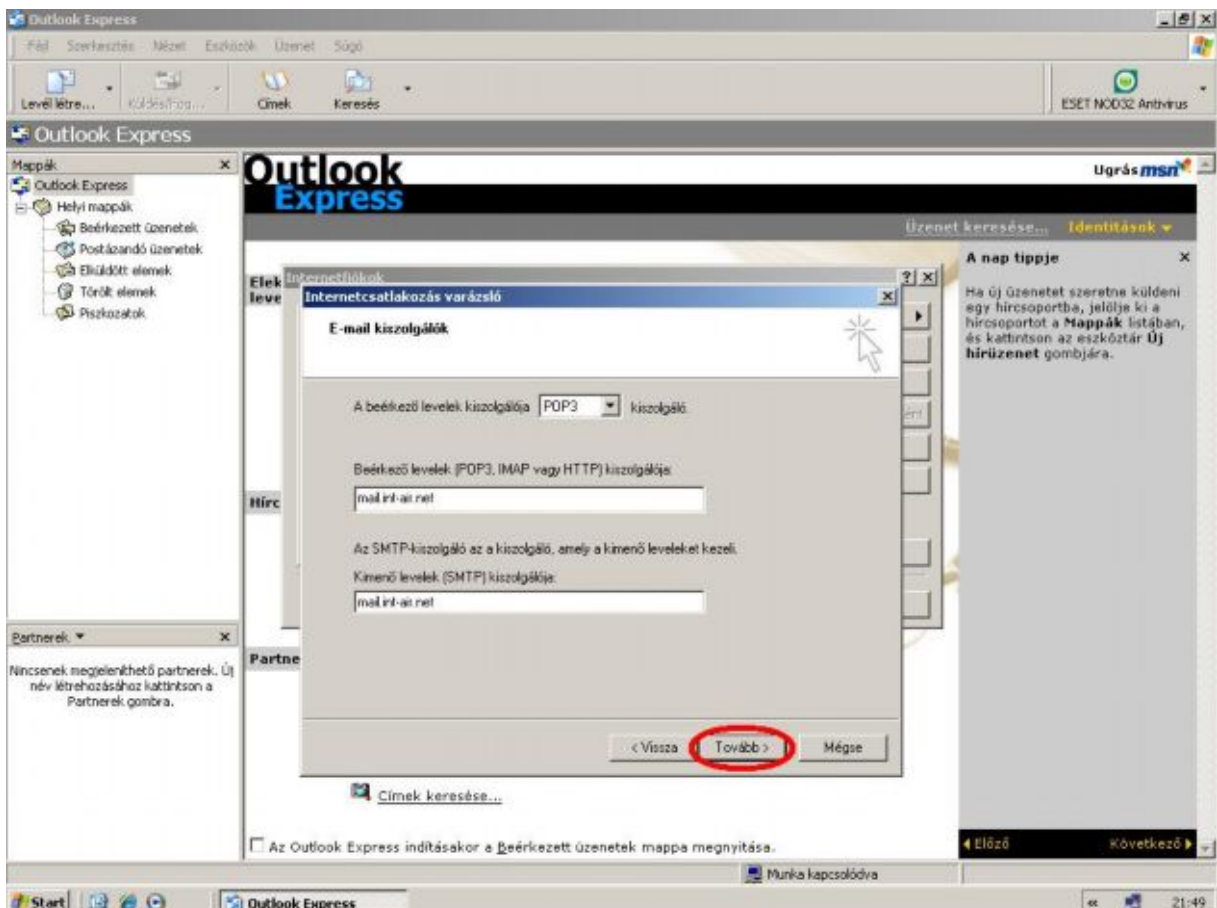 Outlook Express
Fájl Szerkesztés Nézet Eszközök Üzenet Súgó
Levél létre... Küldés/Fog... Címek Keresés ESET NOD32 Antivirus
Outlook Express
Mappák
Outlook Express
Helyi mappák
Beérkezett üzenetek
Postázandó üzenetek
Elküldött elemek
Törölt elemek
Piszkozatok
Partnerek
Nincsenek megjeleníthető partnerek. Új
név létrehozásához kattintson a
Partnerek gombra.
Outlook
Express
Ugrás msn
Üzenet keresése... Identitások
Elek
leve
Hírc
Partne
Internetfiókok
Internetcsatlakozás varázsló
E-mail kiszolgálók
A beérkező levelek kiszolgálója POP3 kiszolgáló.
Beérkező levelek (POP3, IMAP vagy HTTP) kiszolgálója:
mail.int-air.net
Az SMTP-kiszolgáló az a kiszolgáló, amely a kimenő leveleket kezeli.
Kimenő levelek (SMTP) kiszolgálója:
mail.int-air.net
< Vissza Tovább > Mégse
Címek keresése...
Az Outlook Express indításakor a Beérkezett üzenetek mappa megnyitása.
A nap tippje
Ha új üzenetet szeretne küldeni
egy hírcsoportba, jelölje ki a
hírcsoportot a Mappák listában,
és kattintson az eszköztár Új
hírüzenet gombjára.
Előző Következő
Munka kapcsolódva
Start Outlook Express 21:49